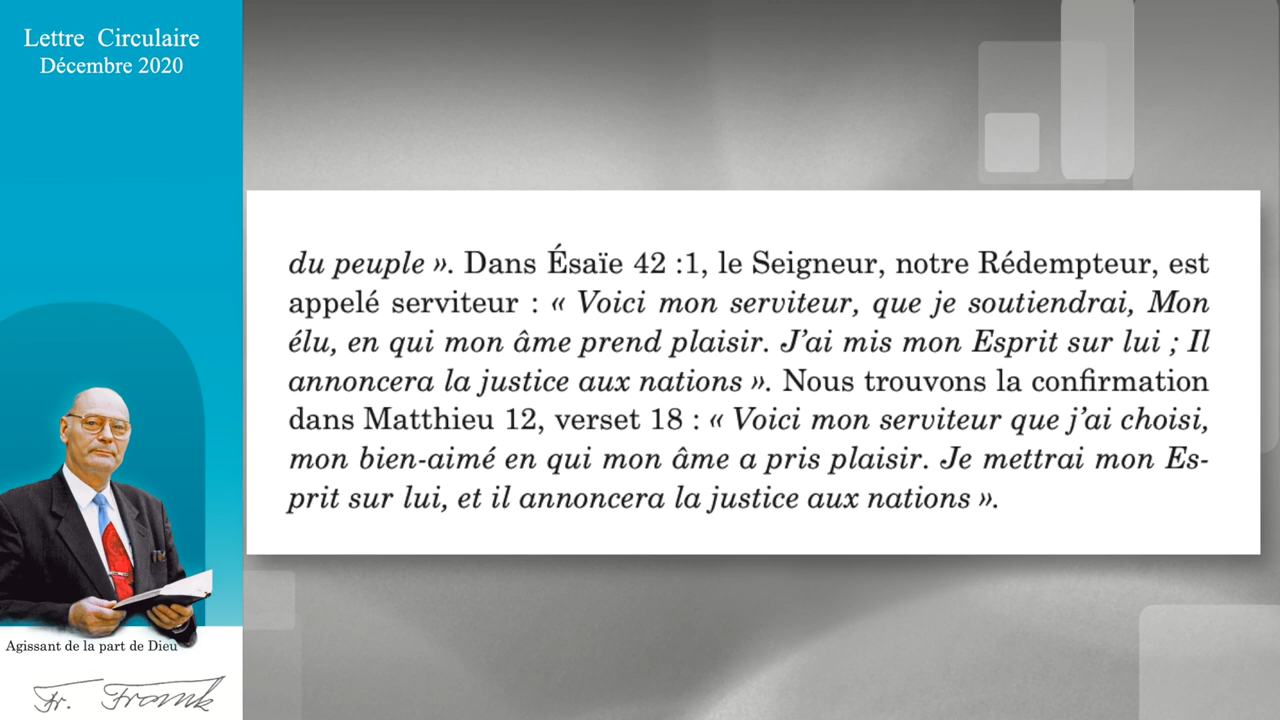 Lettre Circulaire
Décembre 2020
du peuple ». Dans Ésaïe 42 :1, le Seigneur, notre Rédempteur, est
appelé serviteur : « Voici mon serviteur, que je soutiendrai, Mon
élu, en qui mon âme prend plaisir. J’ai mis mon Esprit sur lui ; Il
annoncera la justice aux nations ». Nous trouvons la confirmation
dans Matthieu 12, verset 18 : « Voici mon serviteur que j’ai choisi,
mon bien-aimé en qui mon âme a pris plaisir. Je mettrai mon Es-
prit sur lui, et il annoncera la justice aux nations ».
Agissant de la part de Dieu
Fr. Frank